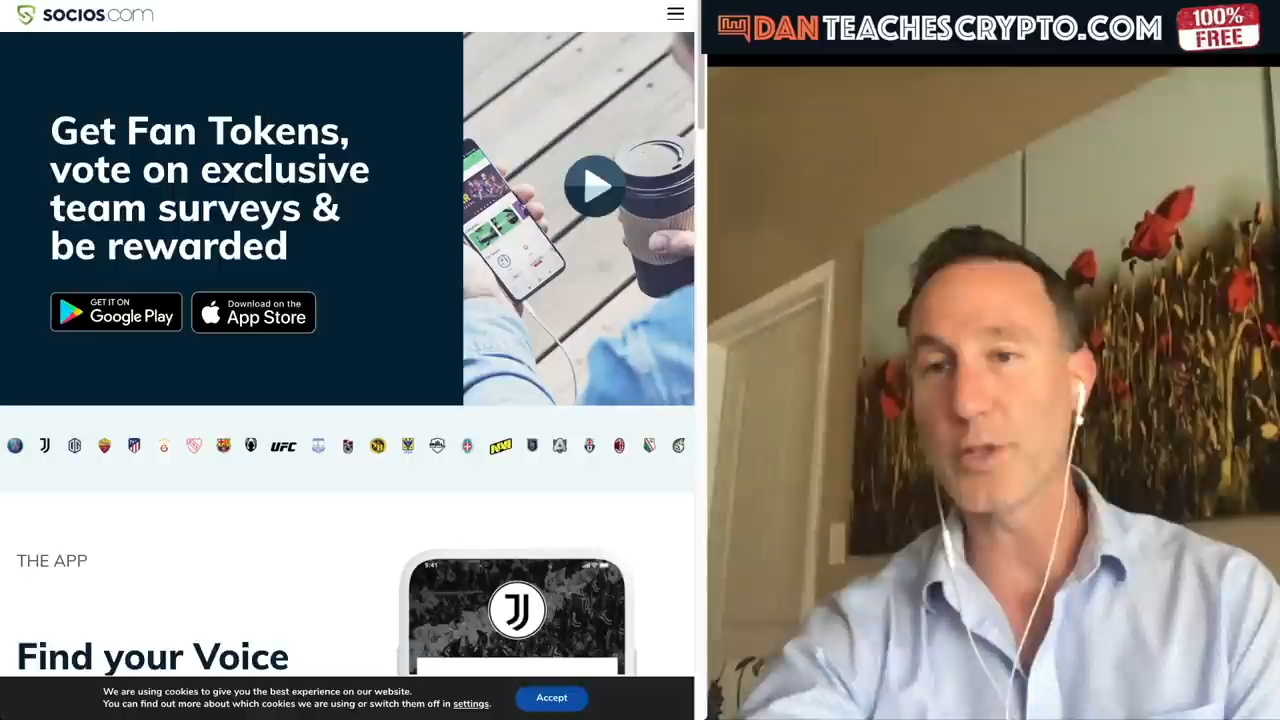 SOCIOS.COM
Get Fan Tokens,
vote on exclusive
team surveys &
be rewarded
GET IT ON
Google Play
Download on the
App Store
UFC
THE APP
9:41
Find your Voice
We are using cookies to give you the best experience on our website.
You can find out more about which cookies we are using or switch them off in settings.
Accept
DANTEACHESCRYPTO.COM
100%
FREE